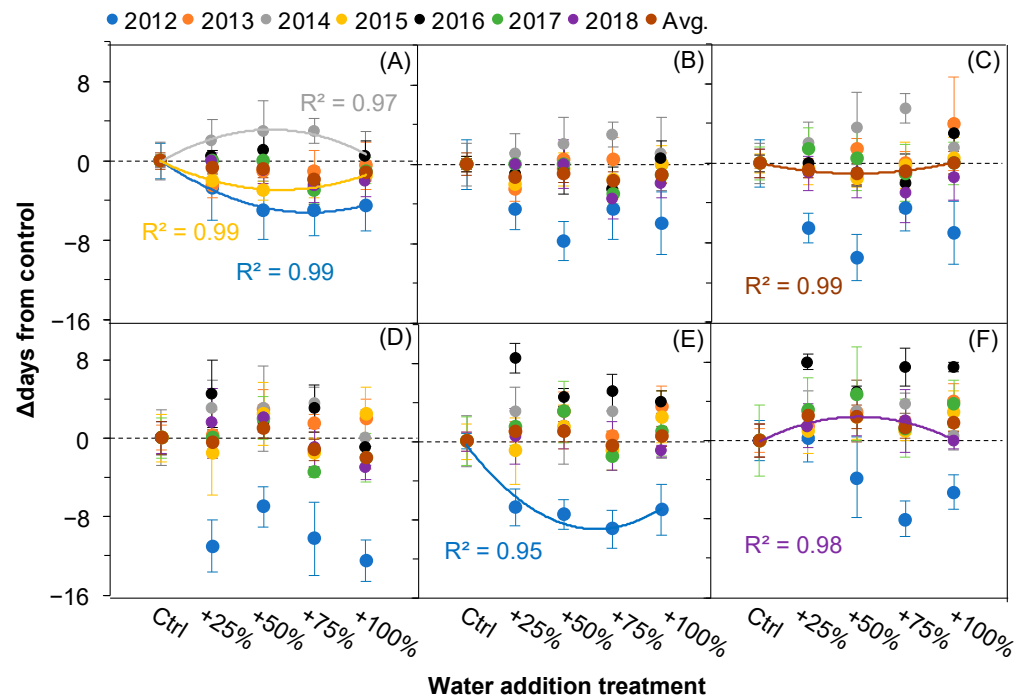 2012 2013 2014 2015 2016 2017 2018 Avg.
(A) (B) (C)
8
0
−8
−16
R² = 0.97
R² = 0.99
R² = 0.99
R² = 0.99
(D) (E) (F)
8
0
−8
−16
R² = 0.95
R² = 0.98
Δdays from control
Ctrl +25% +50% +75% +100% Ctrl +25% +50% +75% +100% Ctrl +25% +50% +75% +100%
Water addition treatment